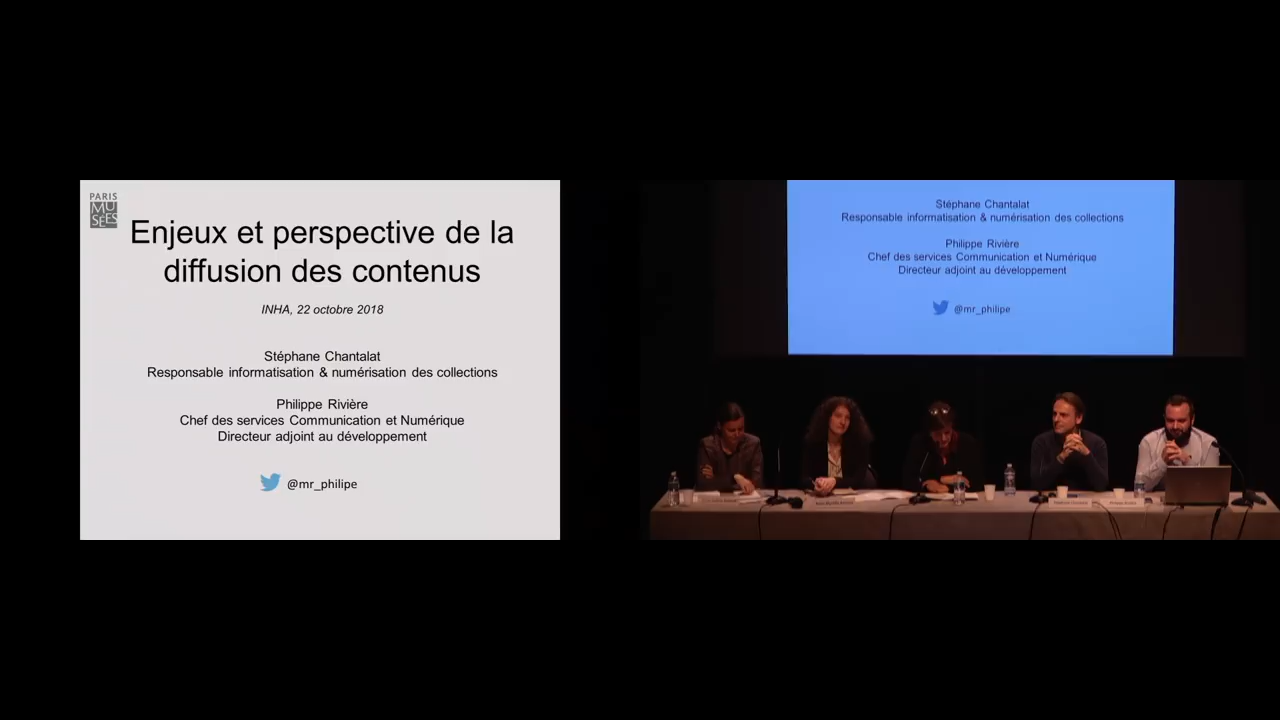 PARIS
MU
SÉES
Enjeux et perspective de la
diffusion des contenus
INHA, 22 octobre 2018
Stéphane Chantalat
Responsable informatisation & numérisation des collections
Philippe Rivière
Chef des services Communication et Numérique
Directeur adjoint au développement
@mr_philipe
Stéphane Chantalat
Responsable informatisation & numérisation des collections
Philippe Rivière
Chef des services Communication et Numérique
Directeur adjoint au développement
@mr_philipe